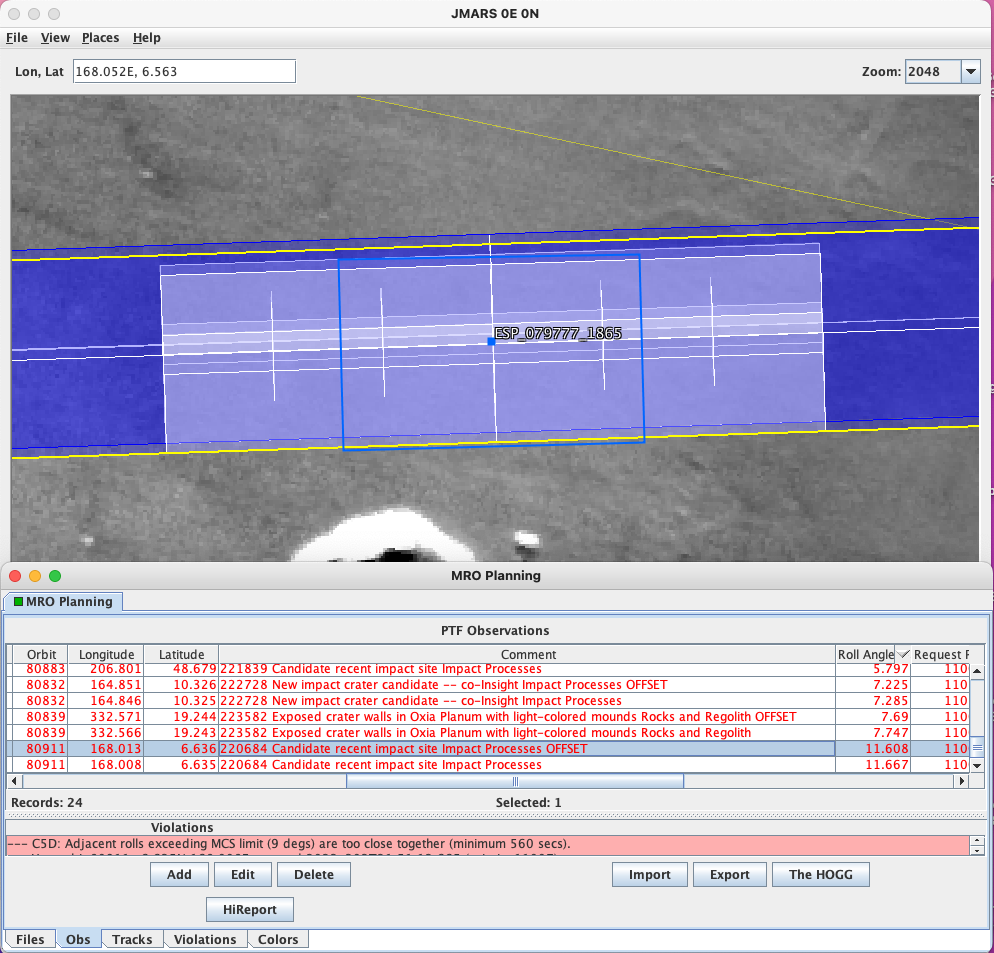 JMARS 0E 0N
File View Places Help
Lon, Lat 168.052E, 6.563 Zoom: 2048
ESP_079777_1865
MRO Planning
MRO Planning
PTF Observations
Orbit Longitude Latitude Comment Roll Angle Request
80883 206.801 48.679 221839 Candidate recent impact site Impact Processes 5.797 110
80832 164.851 10.326 222728 New impact crater candidate -- co-Insight Impact Processes OFFSET 7.225 110
80832 164.846 10.325 222728 New impact crater candidate -- co-Insight Impact Processes 7.285 110
80839 332.571 19.244 223582 Exposed crater walls in Oxia Planum with light-colored mounds Rocks and Regolith OFFSET 7.69 110
80839 332.566 19.243 223582 Exposed crater walls in Oxia Planum with light-colored mounds Rocks and Regolith 7.747 110
80911 168.013 6.636 220684 Candidate recent impact site Impact Processes OFFSET 11.608 110
80911 168.008 6.635 220684 Candidate recent impact site Impact Processes 11.667 110
Records: 24 Selected: 1
Violations
--- C5D: Adjacent rolls exceeding MCS limit (9 degs) are too close together (minimum 560 secs).
Add Edit Delete Import Export The HOGG
HiReport
Files Obs Tracks Violations Colors